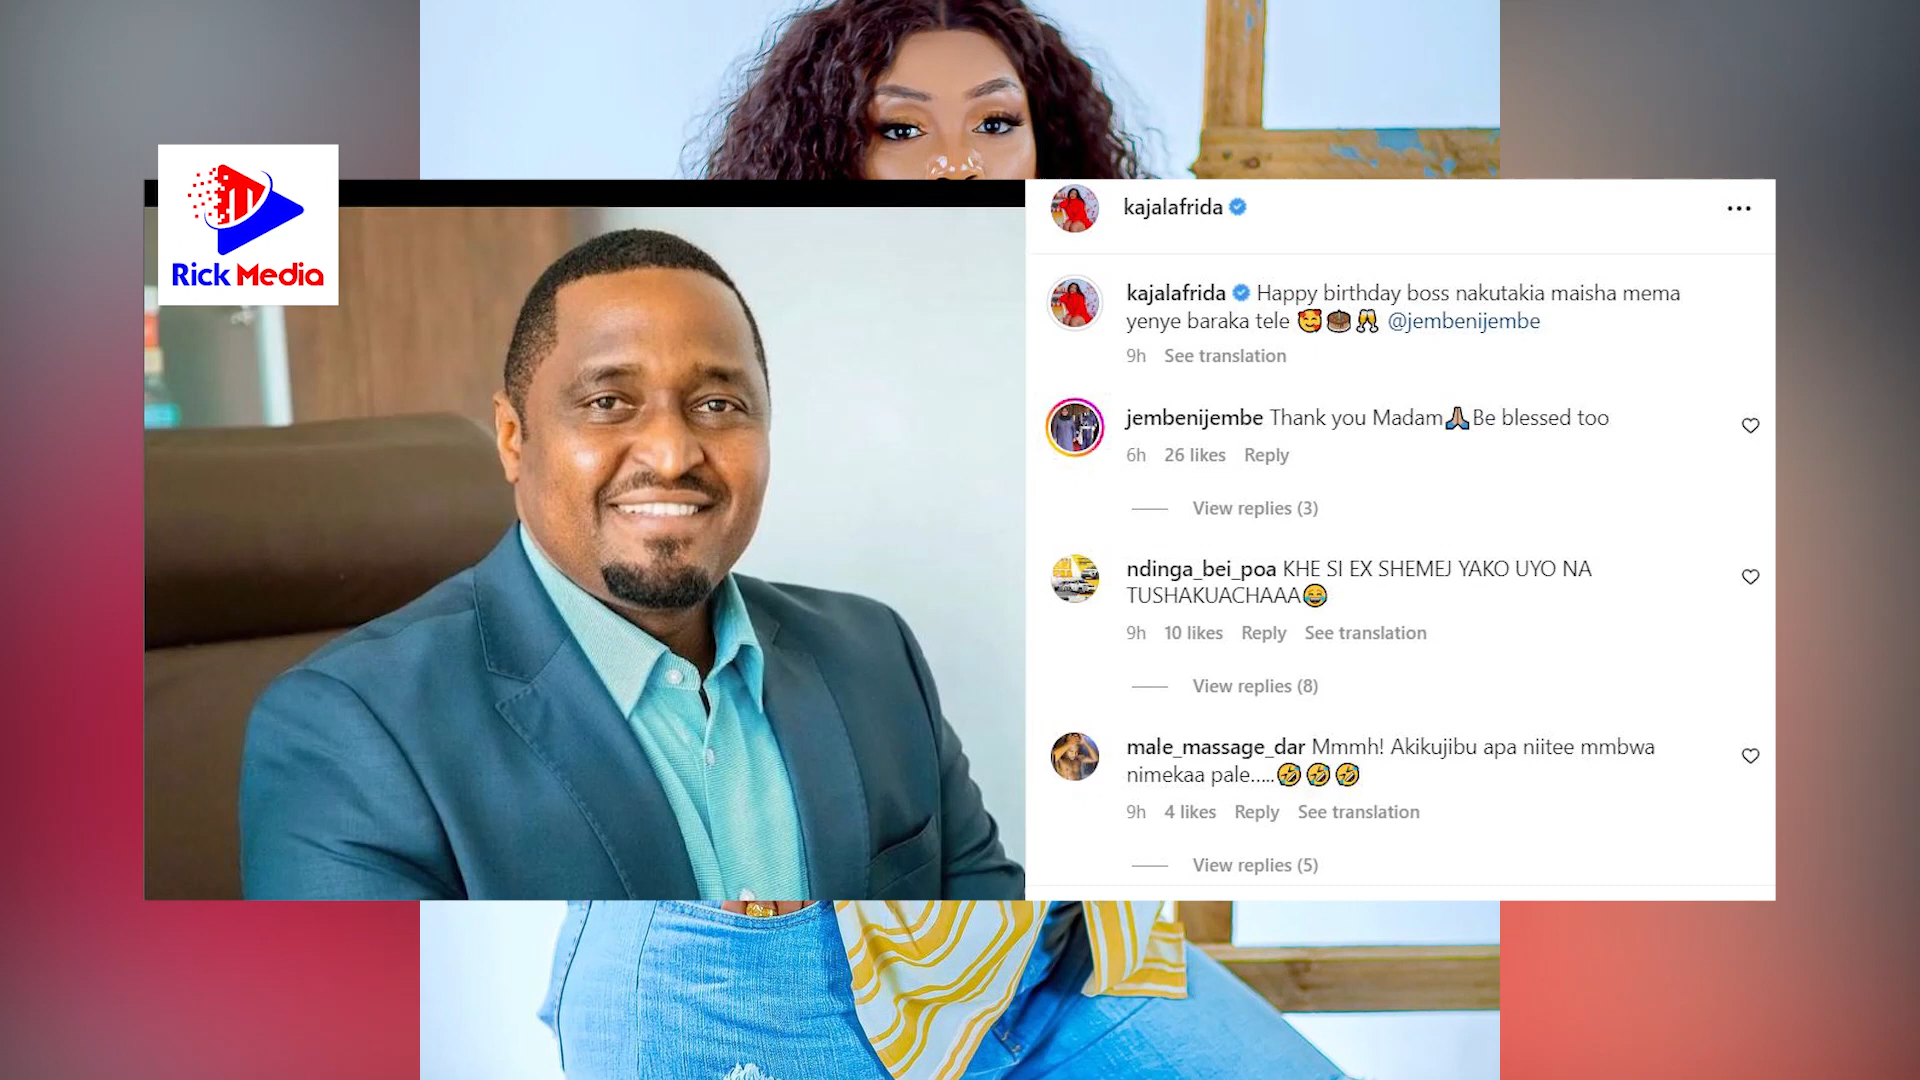 Rick Media
kajalafrida
kajalafrida Happy birthday boss nakutakia maisha mema
yenye baraka tele 🥰🎂🥂 @jembenijembe
9h See translation
jembenijembe Thank you Madam🙏🏽Be blessed too
6h 26 likes Reply
View replies (3)
ndinga_bei_poa KHE SI EX SHEMEJ YAKO UYO NA
TUSHAKUACHAAA😂
9h 10 likes Reply See translation
View replies (8)
male_massage_dar Mmmh! Akikujibu apa niitee mmbwa
nimekaa pale.....🤣🤣🤣
9h 4 likes Reply See translation
View replies (5)